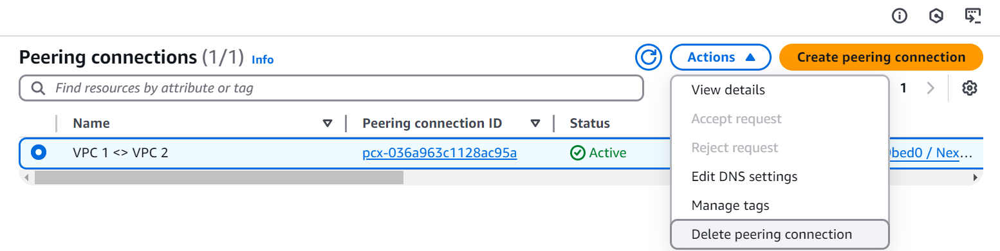 Peering connections (1/1) Info
Actions
Create peering connection
Find resources by attribute or tag
1
Name Peering connection ID Status
VPC 1 <> VPC 2 pcx-036a963c1128ac95a Active bed0 / Nex...
View details
Accept request
Reject request
Edit DNS settings
Manage tags
Delete peering connection